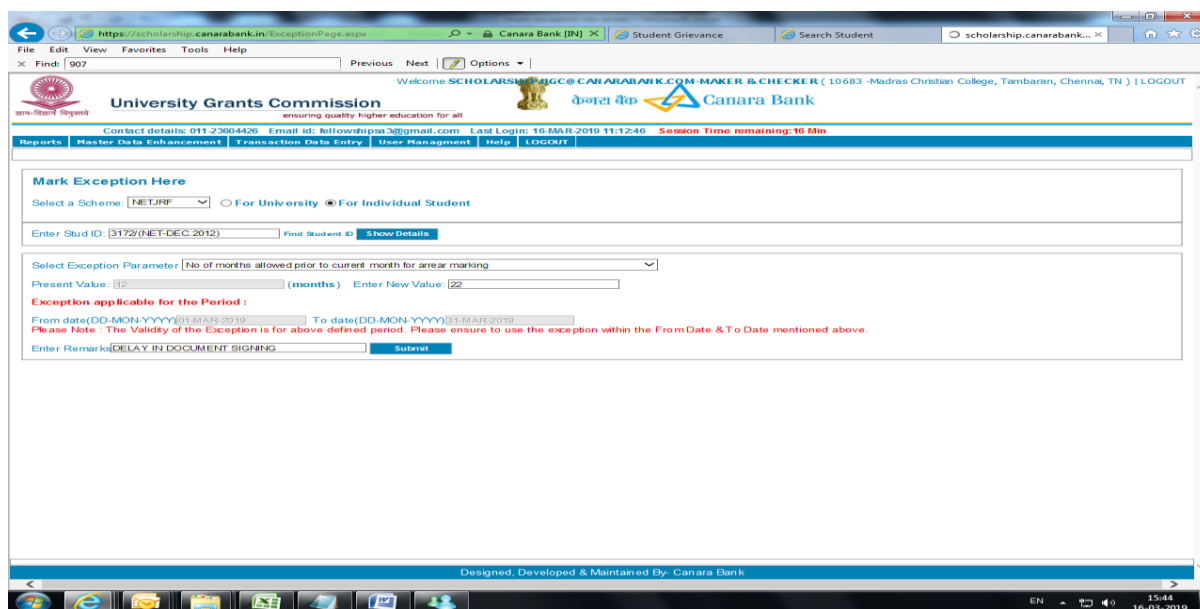 https://scholarship.canarabank.in/ExceptionPage.aspx
Canara Bank [IN]
Student Grievance
Search Student
scholarship.canarabank...
File Edit View Favorites Tools Help
Find: 907 Previous Next Options
Welcome SCHOLARSHIP.UGC@CANARABANK.COM-MAKER & CHECKER ( 10683 -Madras Christian College, Tambaran, Chennai, TN ) | LOGOUT
ज्ञान-विज्ञानं विमुक्तये
University Grants Commission
ensuring quality higher education for all
केनरा बैंक Canara Bank
Contact details: 011-23604426 Email id: fellowshipsa3@gmail.com Last Login: 16-MAR-2019 11:12:46 Session Time remaining:16 Min
Reports Master Data Enhancement Transaction Data Entry User Managment Help LOGOUT
Mark Exception Here
Select a Scheme: NETJRF For University For Individual Student
Enter Stud ID: 3172/(NET-DEC.2012) Find Student ID Show Details
Select Exception Parameter No of months allowed prior to current month for arrear marking
Present Value: 12 (months) Enter New Value: 22
Exception applicable for the Period :
From date(DD-MON-YYYY) 01-MAR-2019 To date(DD-MON-YYYY) 31-MAR-2019
Please Note : The Validity of the Exception is for above defined period. Please ensure to use the exception within the From Date & To Date mentioned above.
Enter Remarks DELAY IN DOCUMENT SIGNING Submit
Designed, Developed & Maintained By- Canara Bank
EN 15:44
16-03-2019